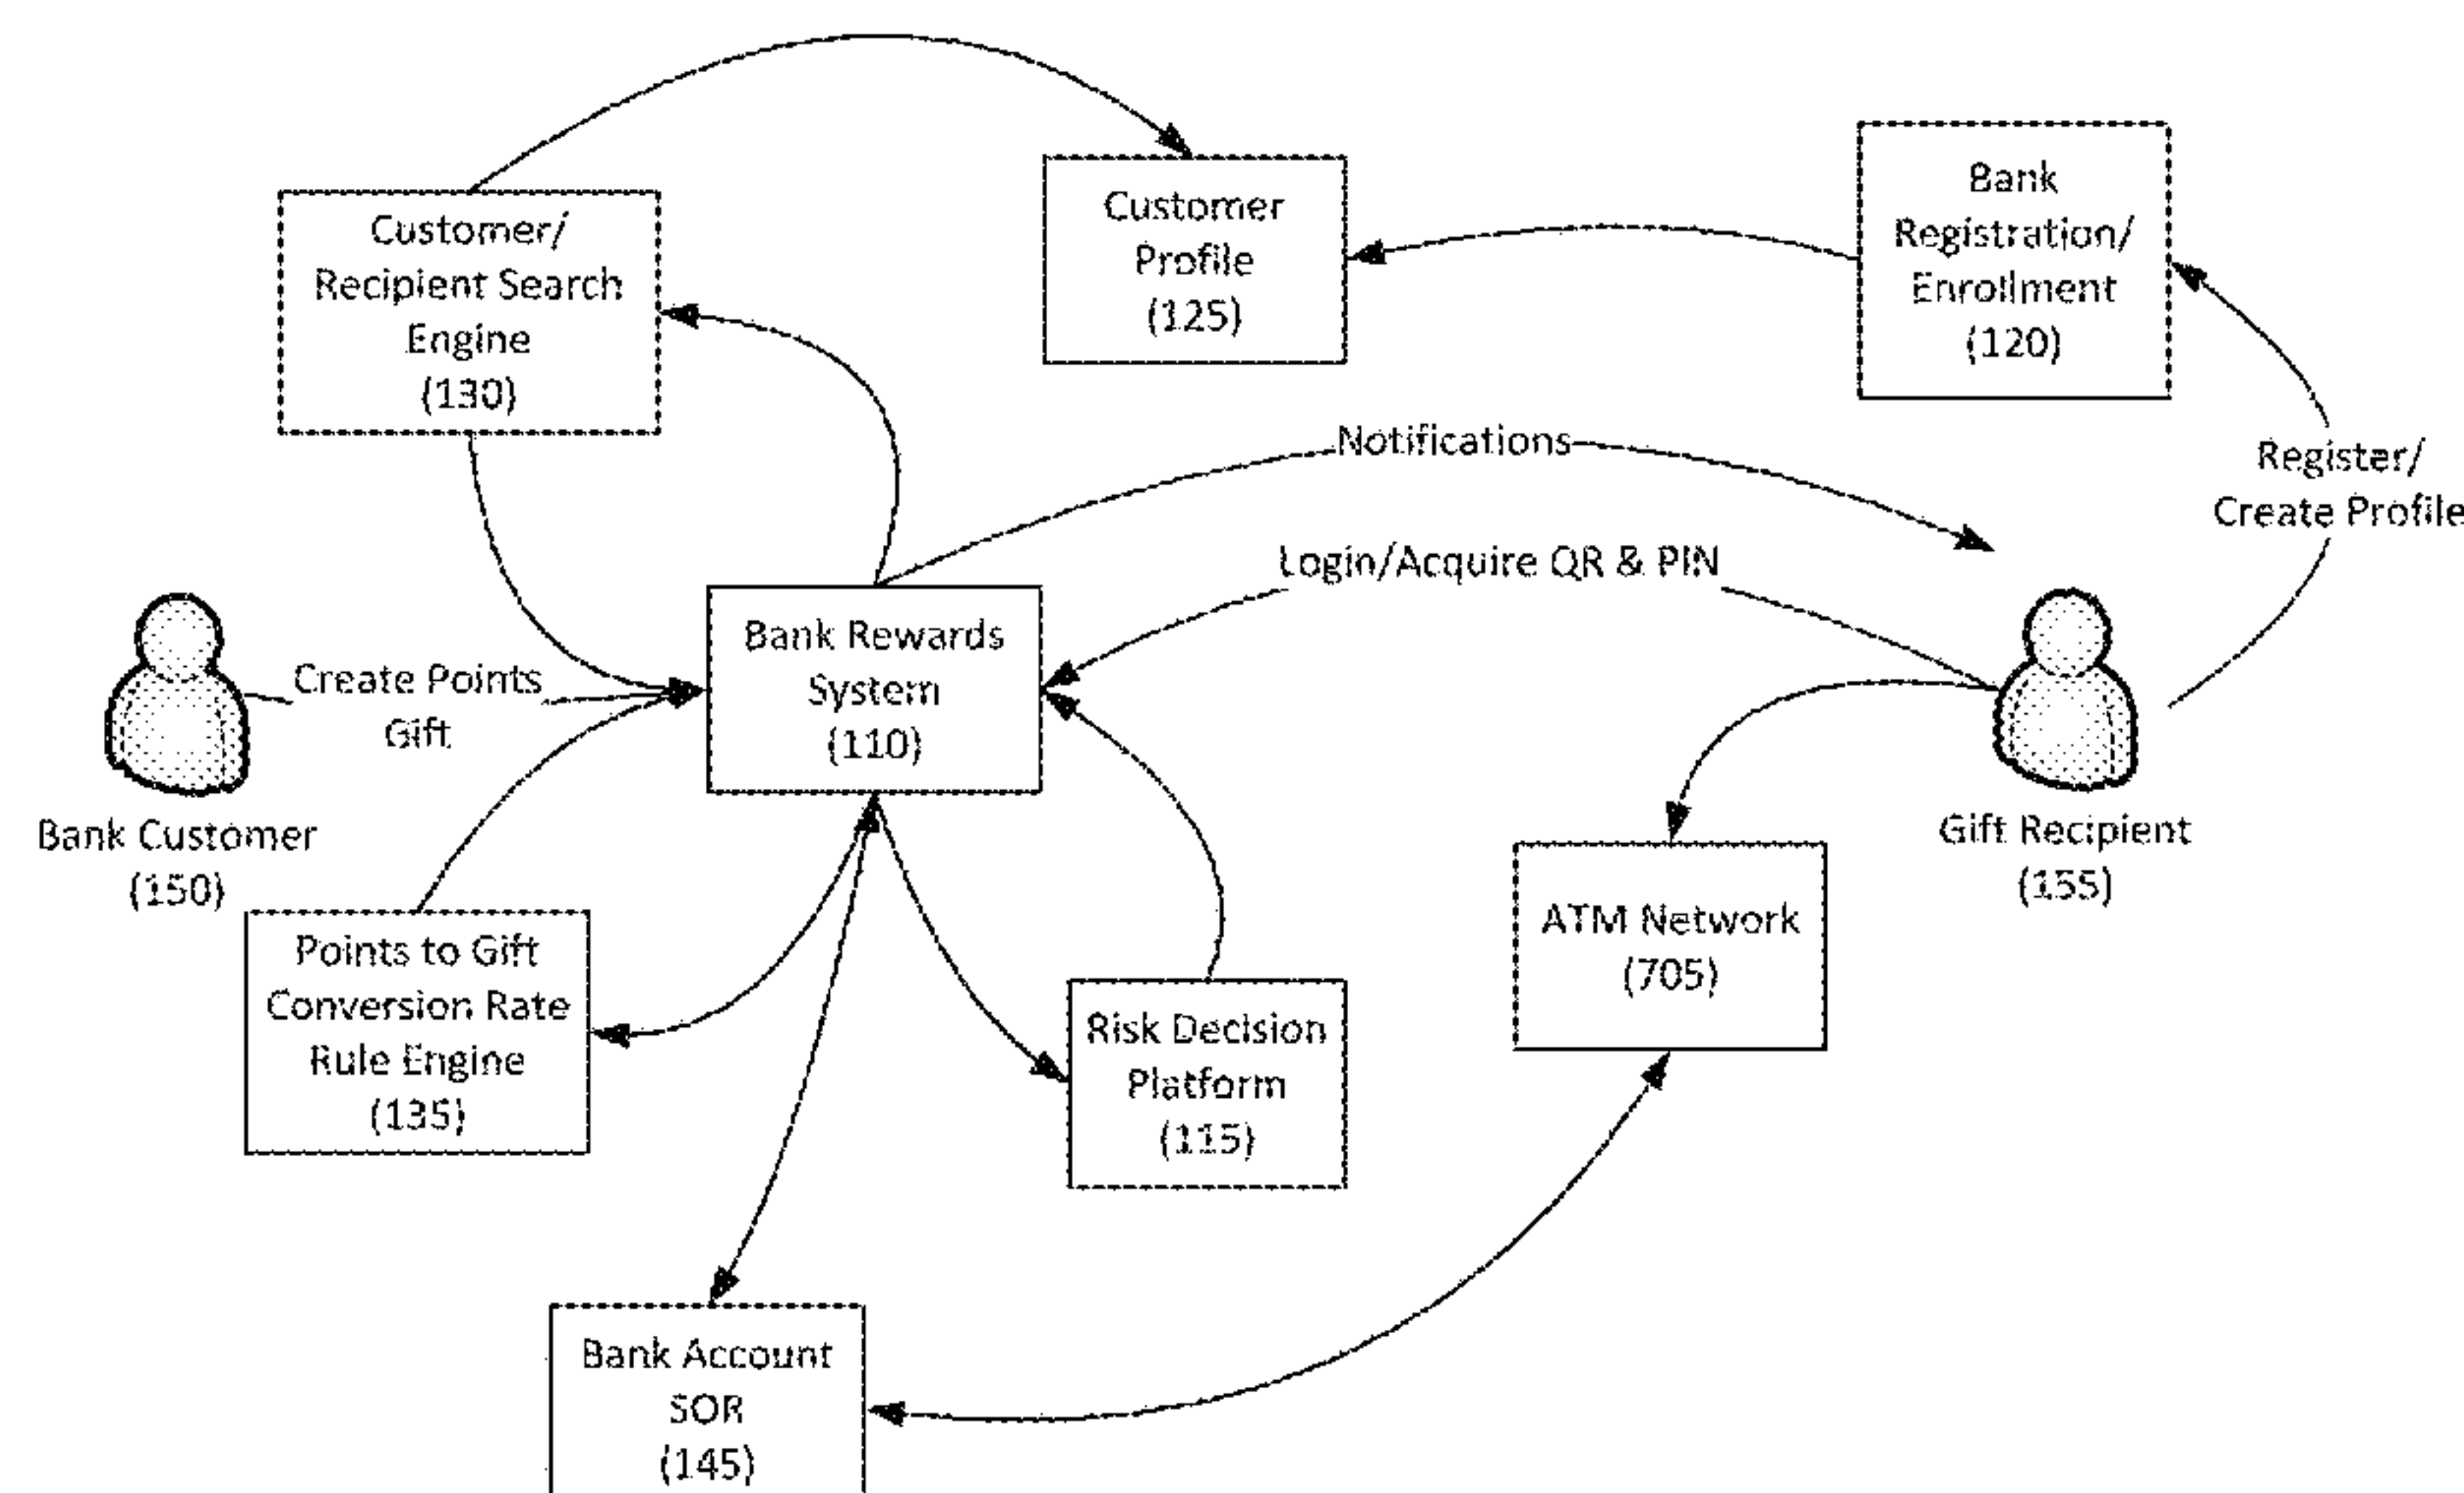 Customer/
Recipient Search
Engine
(130)
Customer
Profile
(125)
Bank
Registration/
Enrollment
(120)
Notifications
Register/
Create Profile
Login/Acquire QR & PIN
Create Points
Gift
Bank Rewards
System
(110)
Bank Customer
(150)
Gift Recipient
(155)
ATM Network
(705)
Points to Gift
Conversion Rate
Rule Engine
(135)
Risk Decision
Platform
(115)
Bank Account
SOR
(145)